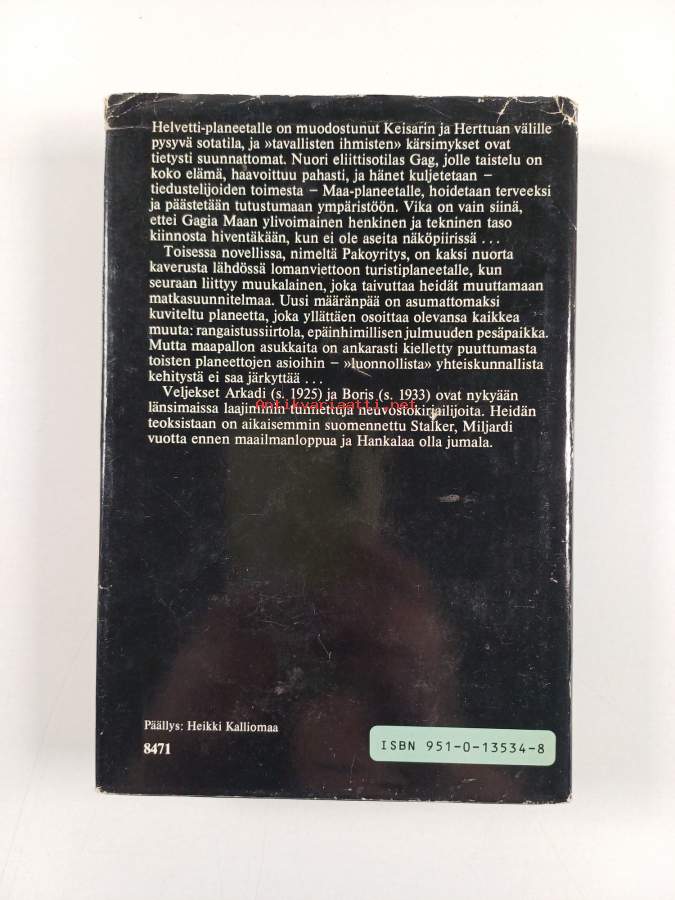 Helvetti-planeetalle on muodostunut Keisarin ja Herttuan välille
pysyvä sotatila, ja »tavallisten ihmisten» kärsimykset ovat
tietysti suunnattomat. Nuori eliittisotilas Gag, jolle taistelu on
koko elämä, haavoittuu pahasti, ja hänet kuljetetaan –
tiedustelijoiden toimesta – Maa-planeetalle, hoidetaan terveeksi
ja päästetään tutustumaan ympäristöön. Vika on vain siinä,
ettei Gagia Maan ylivoimainen henkinen ja tekninen taso
kiinnosta hiventäkään, kun ei ole aseita näköpiirissä . . .
Toisessa novellissa, nimeltä Pakoyritys, on kaksi nuorta
kaverusta lähdössä lomanviettoon turistiplaneetalle, kun
seuraan liittyy muukalainen, joka taivuttaa heidät muuttamaan
matkasuunnitelmaa. Uusi määränpää on asumattomaksi
kuviteltu planeetta, joka yllättäen osoittaa olevansa kaikkea
muuta: rangaistussiirtola, epäinhimillisen julmuuden pesäpaikka.
Mutta maapallon asukkaita on ankarasti kielletty puuttumasta
toisten planeettojen asioihin – »luonnollista» yhteiskunnallista
kehitystä ei saa järkyttää . . .
Veljekset Arkadi (s. 1925) ja Boris (s. 1933) ovat nykyään
länsimaissa laajimmin tunnettuja neuvostokirjailijoita. Heidän
antikvariaatti.net
teoksistaan on aikaisemmin suomennettu Stalker, Miljardi
vuotta ennen maailmanloppua ja Hankalaa olla jumala.
Päällys: Heikki Kalliomaa
8471
ISBN 951-0-13534-8